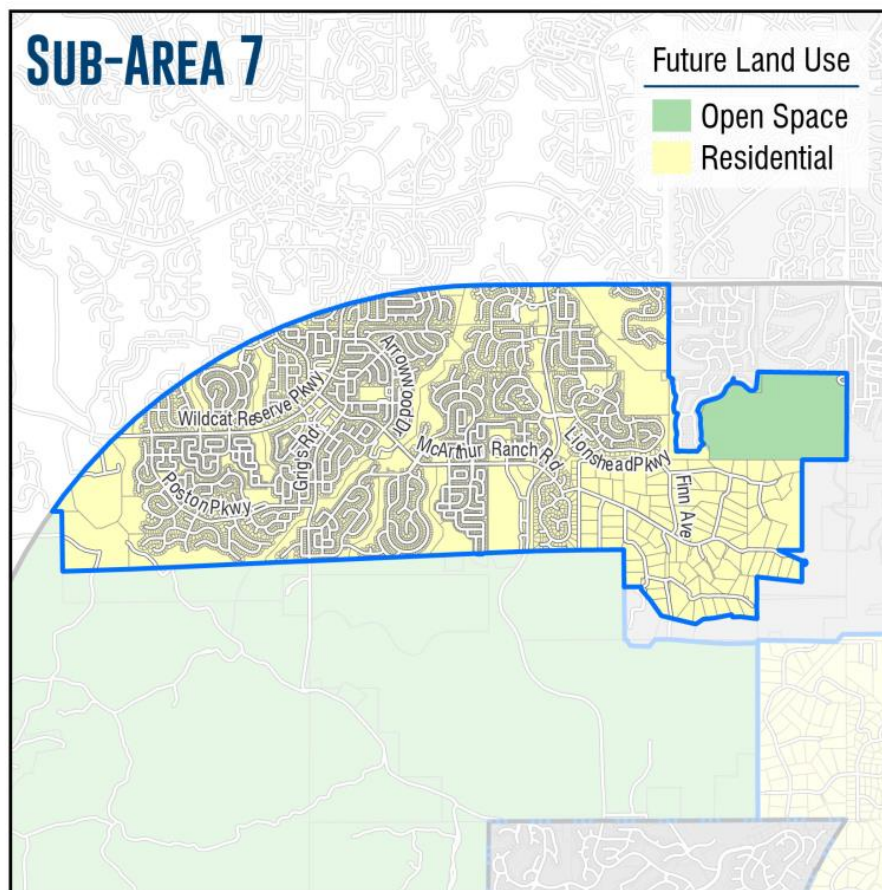 SUB-AREA 7
Future Land Use
Open Space
Residential
Wildcat Reserve Pkwy
Arrowwood Dr
Grigs Rd
McArthur Ranch Rd
Lionshead Pkwy
Poston Pkwy
Finn Ave